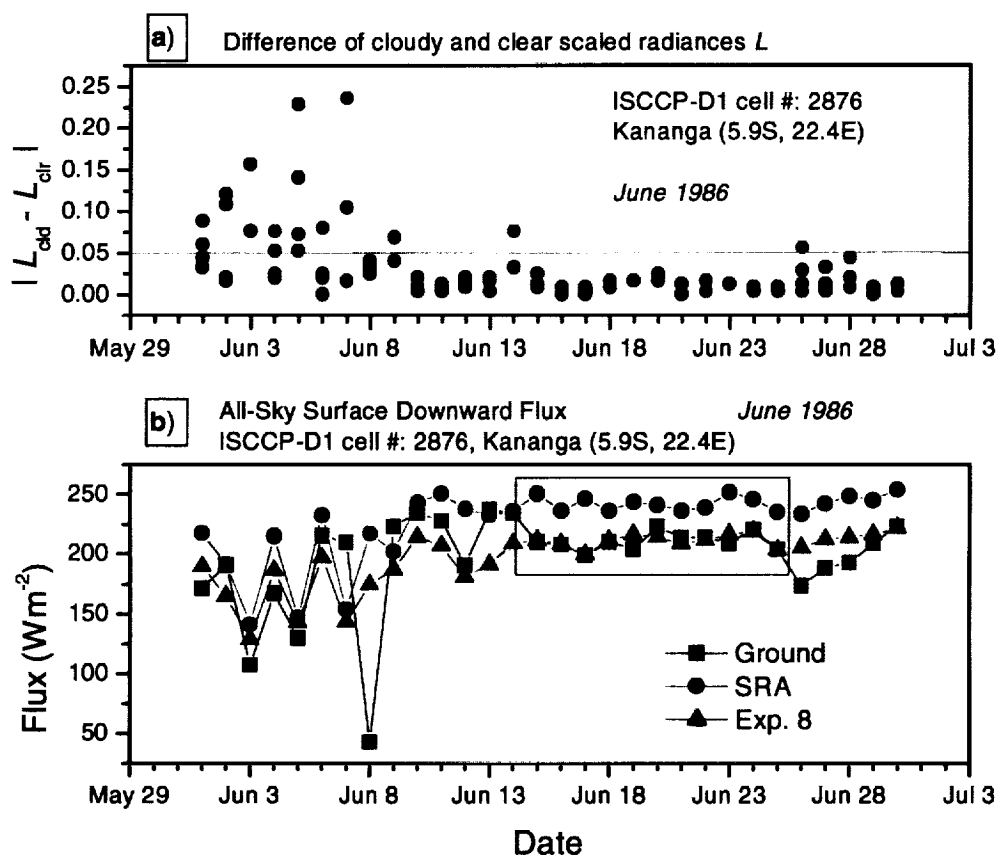 a) Difference of cloudy and clear scaled radiances L
ISCCP-D1 cell #: 2876
Kananga (5.9S, 22.4E)
June 1986
| Lcld - Lclr |
0.25
0.20
0.15
0.10
0.05
0.00
May 29 Jun 3 Jun 8 Jun 13 Jun 18 Jun 23 Jun 28 Jul 3
b) All-Sky Surface Downward Flux June 1986
ISCCP-D1 cell #: 2876, Kananga (5.9S, 22.4E)
Flux (Wm-2)
250
200
150
100
50
Ground
SRA
Exp. 8
May 29 Jun 3 Jun 8 Jun 13 Jun 18 Jun 23 Jun 28 Jul 3
Date